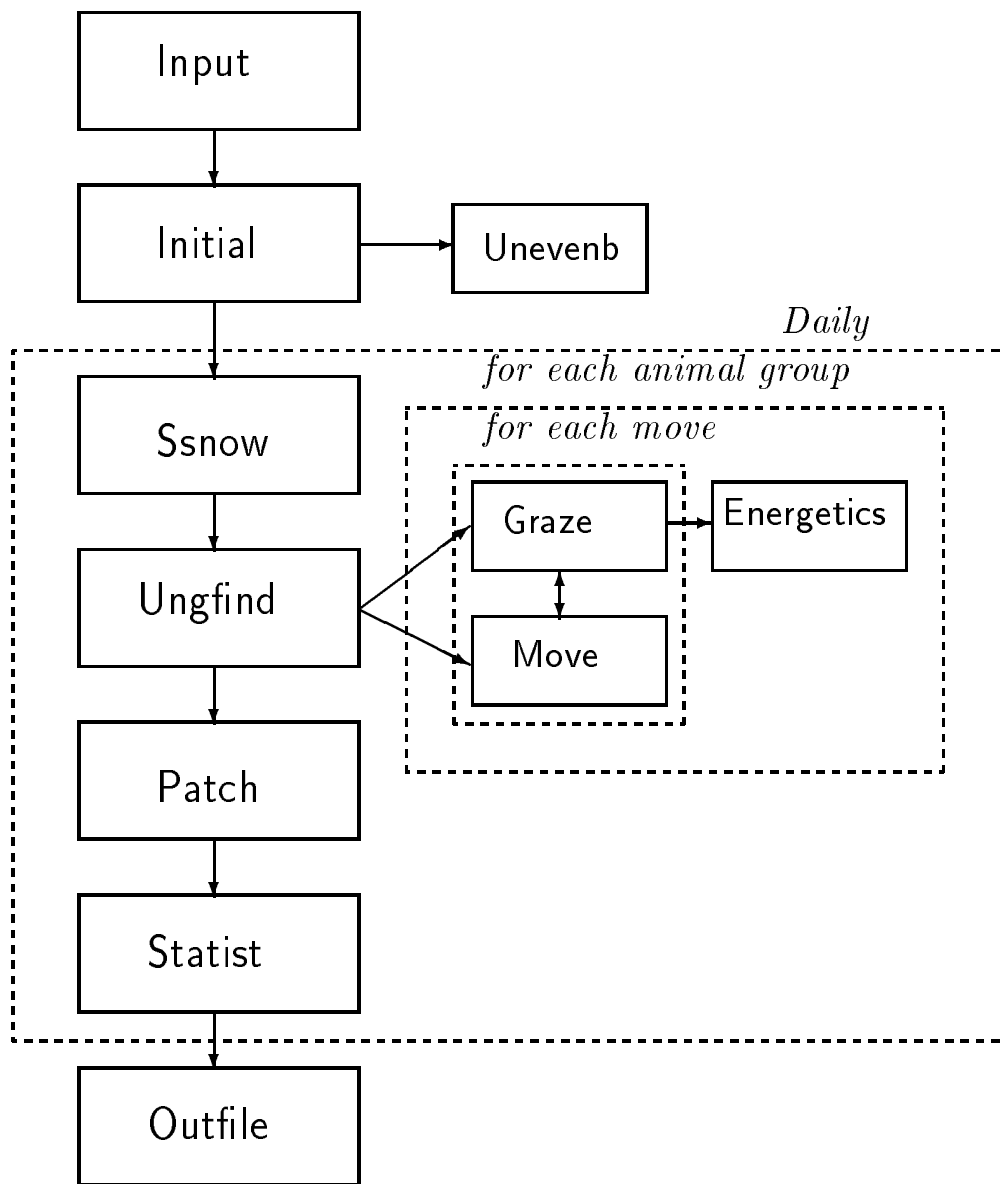 Input
Initial
Unevenb
Daily
for each animal group
for each move
Ssnow
Graze
Energetics
Ungfind
Move
Patch
Statist
Outfile